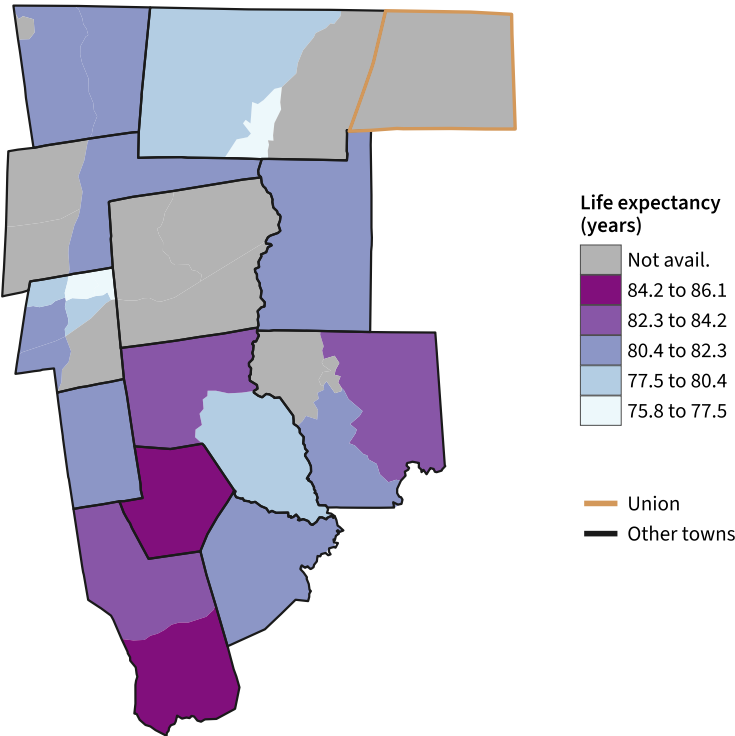 Life expectancy
(years)
Not avail.
84.2 to 86.1
82.3 to 84.2
80.4 to 82.3
77.5 to 80.4
75.8 to 77.5
Union
Other towns